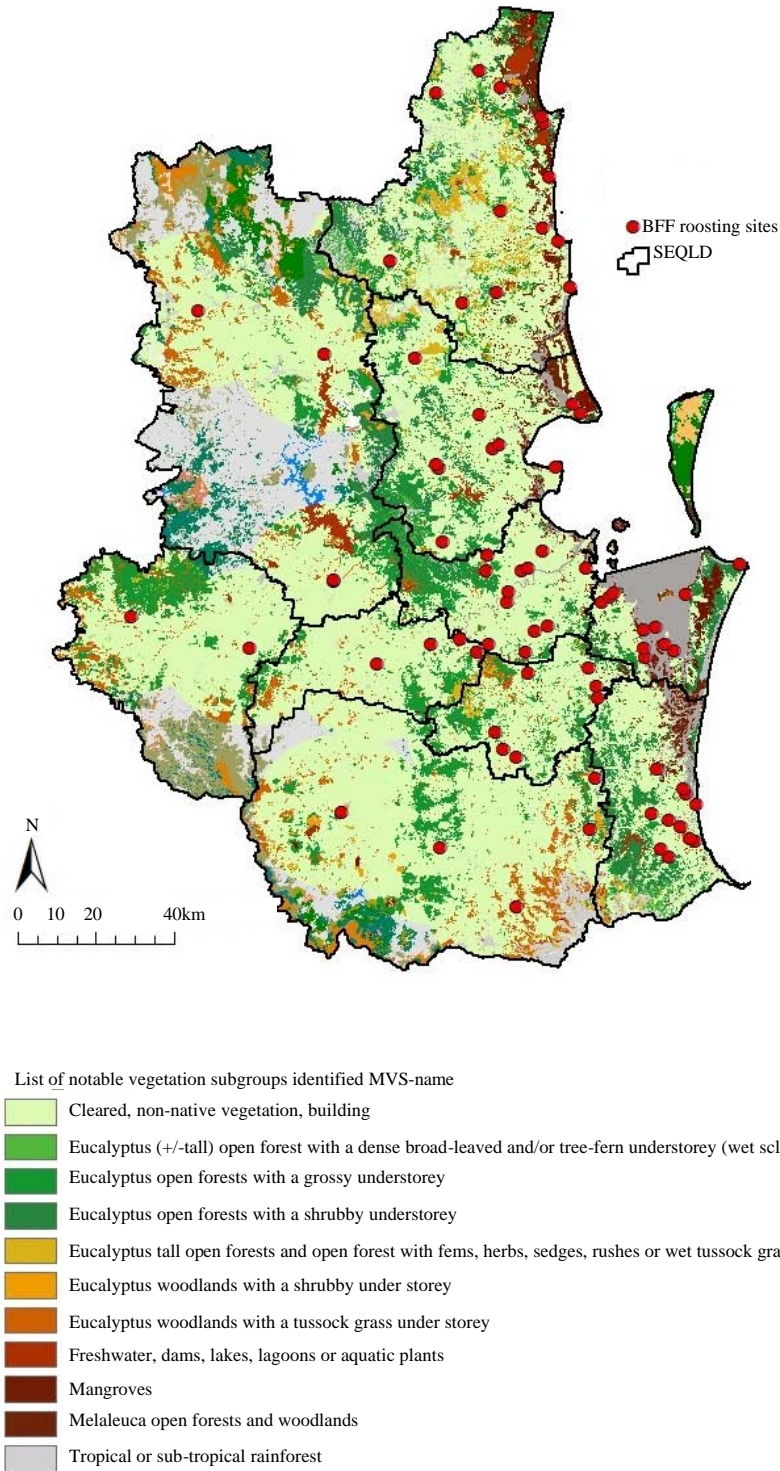 BFF roosting sites
SEQLD
N
0 10 20 40km
List of notable vegetation subgroups identified MVS-name
Cleared, non-native vegetation, building
Eucalyptus (+/-tall) open forest with a dense broad-leaved and/or tree-fern understorey (wet scl
Eucalyptus open forests with a grossy understorey
Eucalyptus open forests with a shrubby understorey
Eucalyptus tall open forests and open forest with fems, herbs, sedges, rushes or wet tussock gra
Eucalyptus woodlands with a shrubby under storey
Eucalyptus woodlands with a tussock grass under storey
Freshwater, dams, lakes, lagoons or aquatic plants
Mangroves
Melaleuca open forests and woodlands
Tropical or sub-tropical rainforest